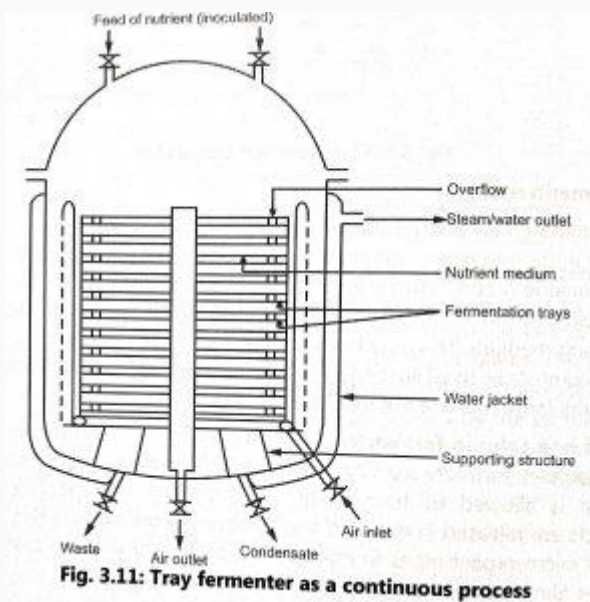 Feed of nutrient (inoculated)
Overflow
Steam/water outlet
Nutrient medium
Fermentation trays
Water jacket
Supporting structure
Air inlet
Waste
Air outlet
Condensate
Fig. 3.11: Tray fermenter as a continuous process